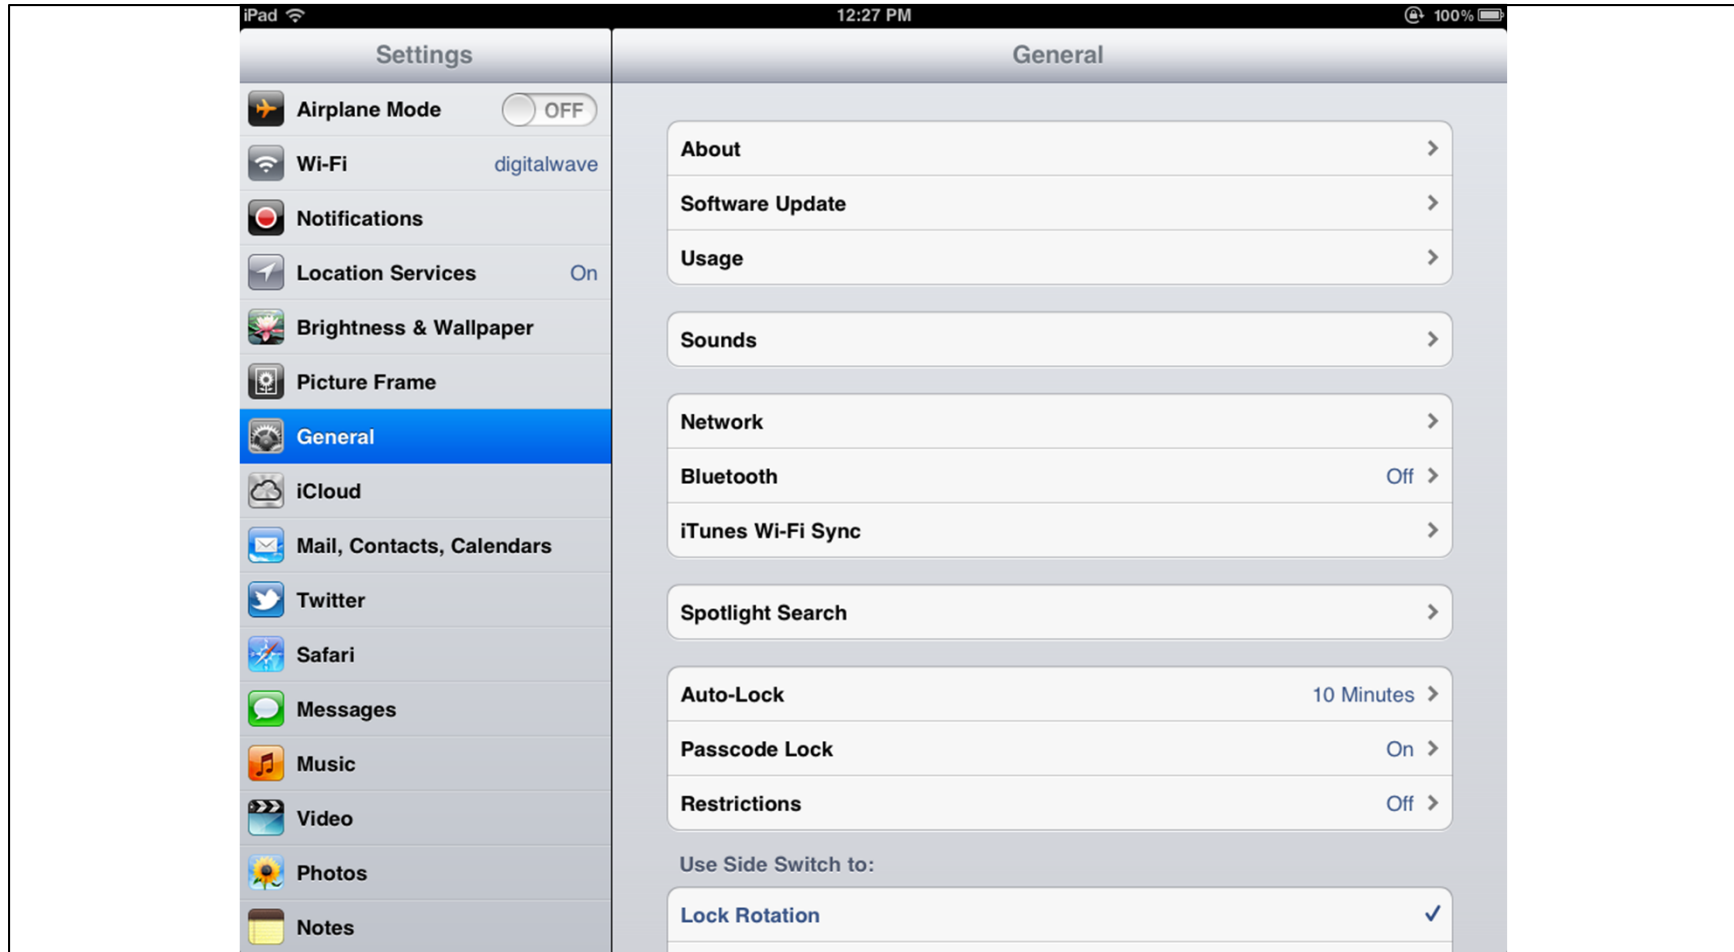 iPad 12:27 PM 100%
Settings
Airplane Mode OFF
Wi-Fi digitalwave
Notifications
Location Services On
Brightness & Wallpaper
Picture Frame
General
iCloud
Mail, Contacts, Calendars
Twitter
Safari
Messages
Music
Video
Photos
Notes
General
About
Software Update
Usage
Sounds
Network
Bluetooth Off
iTunes Wi-Fi Sync
Spotlight Search
Auto-Lock 10 Minutes
Passcode Lock On
Restrictions Off
Use Side Switch to:
Lock Rotation